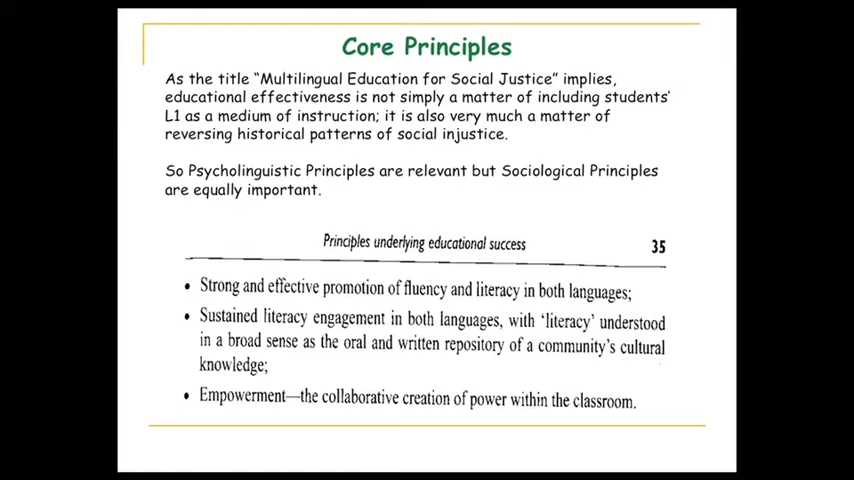 Core Principles
As the title “Multilingual Education for Social Justice” implies,
educational effectiveness is not simply a matter of including students’
L1 as a medium of instruction; it is also very much a matter of
reversing historical patterns of social injustice.
So Psycholinguistic Principles are relevant but Sociological Principles
are equally important.
Principles underlying educational success 35
• Strong and effective promotion of fluency and literacy in both languages;
• Sustained literacy engagement in both languages, with ‘literacy’ understood
in a broad sense as the oral and written repository of a community’s cultural
knowledge;
• Empowerment—the collaborative creation of power within the classroom.